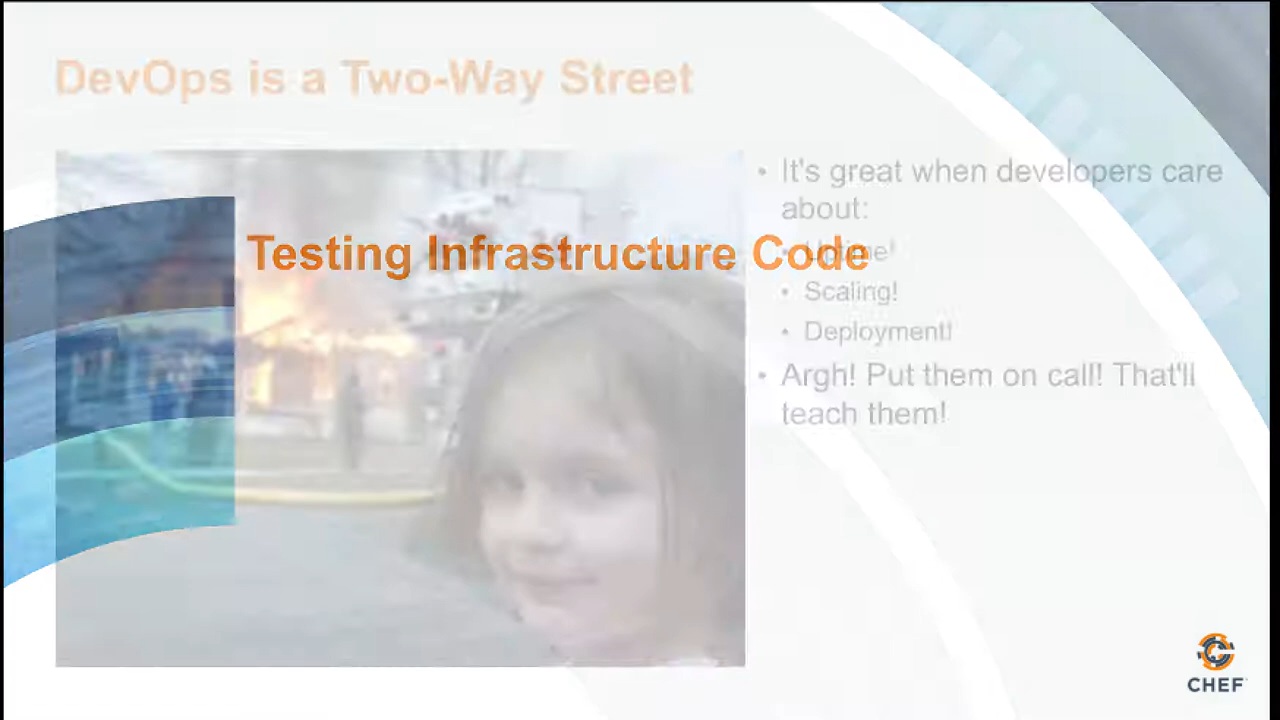 DevOps is a Two-Way Street
• It's great when developers care
about:
Testing Infrastructure Code
• Uptime!
• Scaling!
• Deployment!
• Argh! Put them on call! That'll
teach them!
CHEF